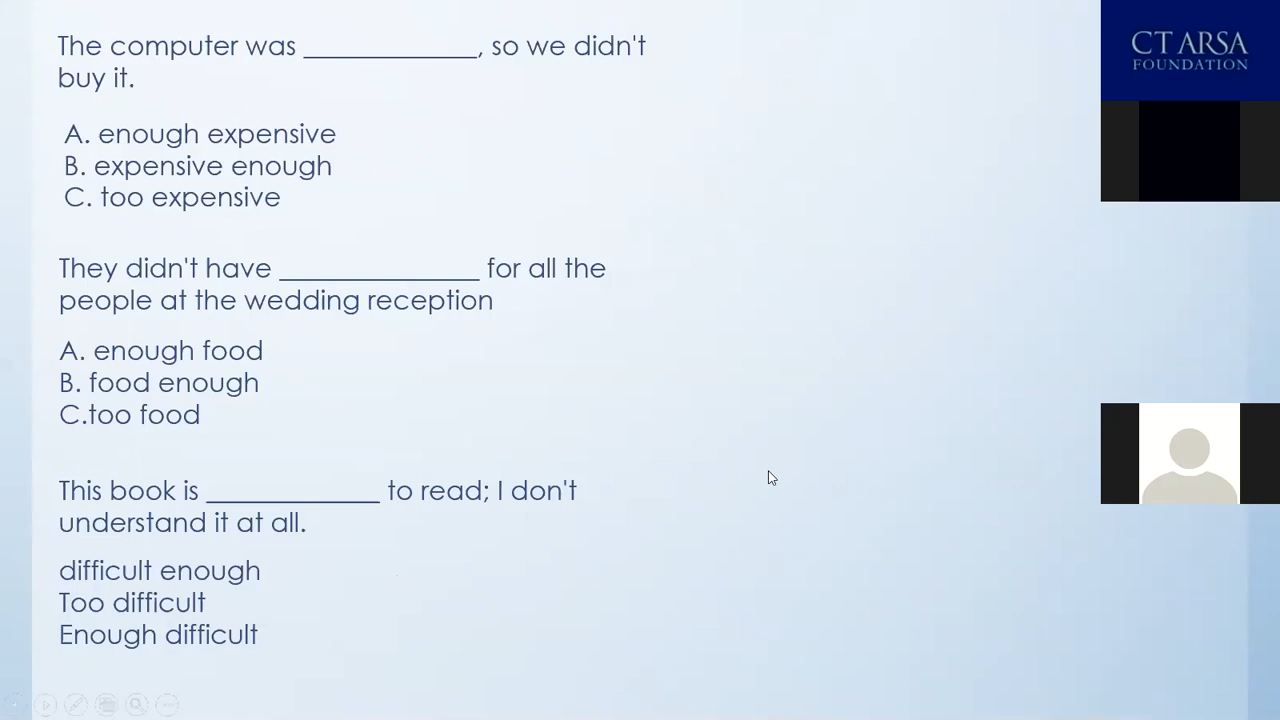 The computer was _____________, so we didn't
buy it.
A. enough expensive
B. expensive enough
C. too expensive
They didn't have _______________ for all the
people at the wedding reception
A. enough food
B. food enough
C.too food
This book is _____________ to read; I don't
understand it at all.
difficult enough
Too difficult
Enough difficult
CT ARSA
FOUNDATION